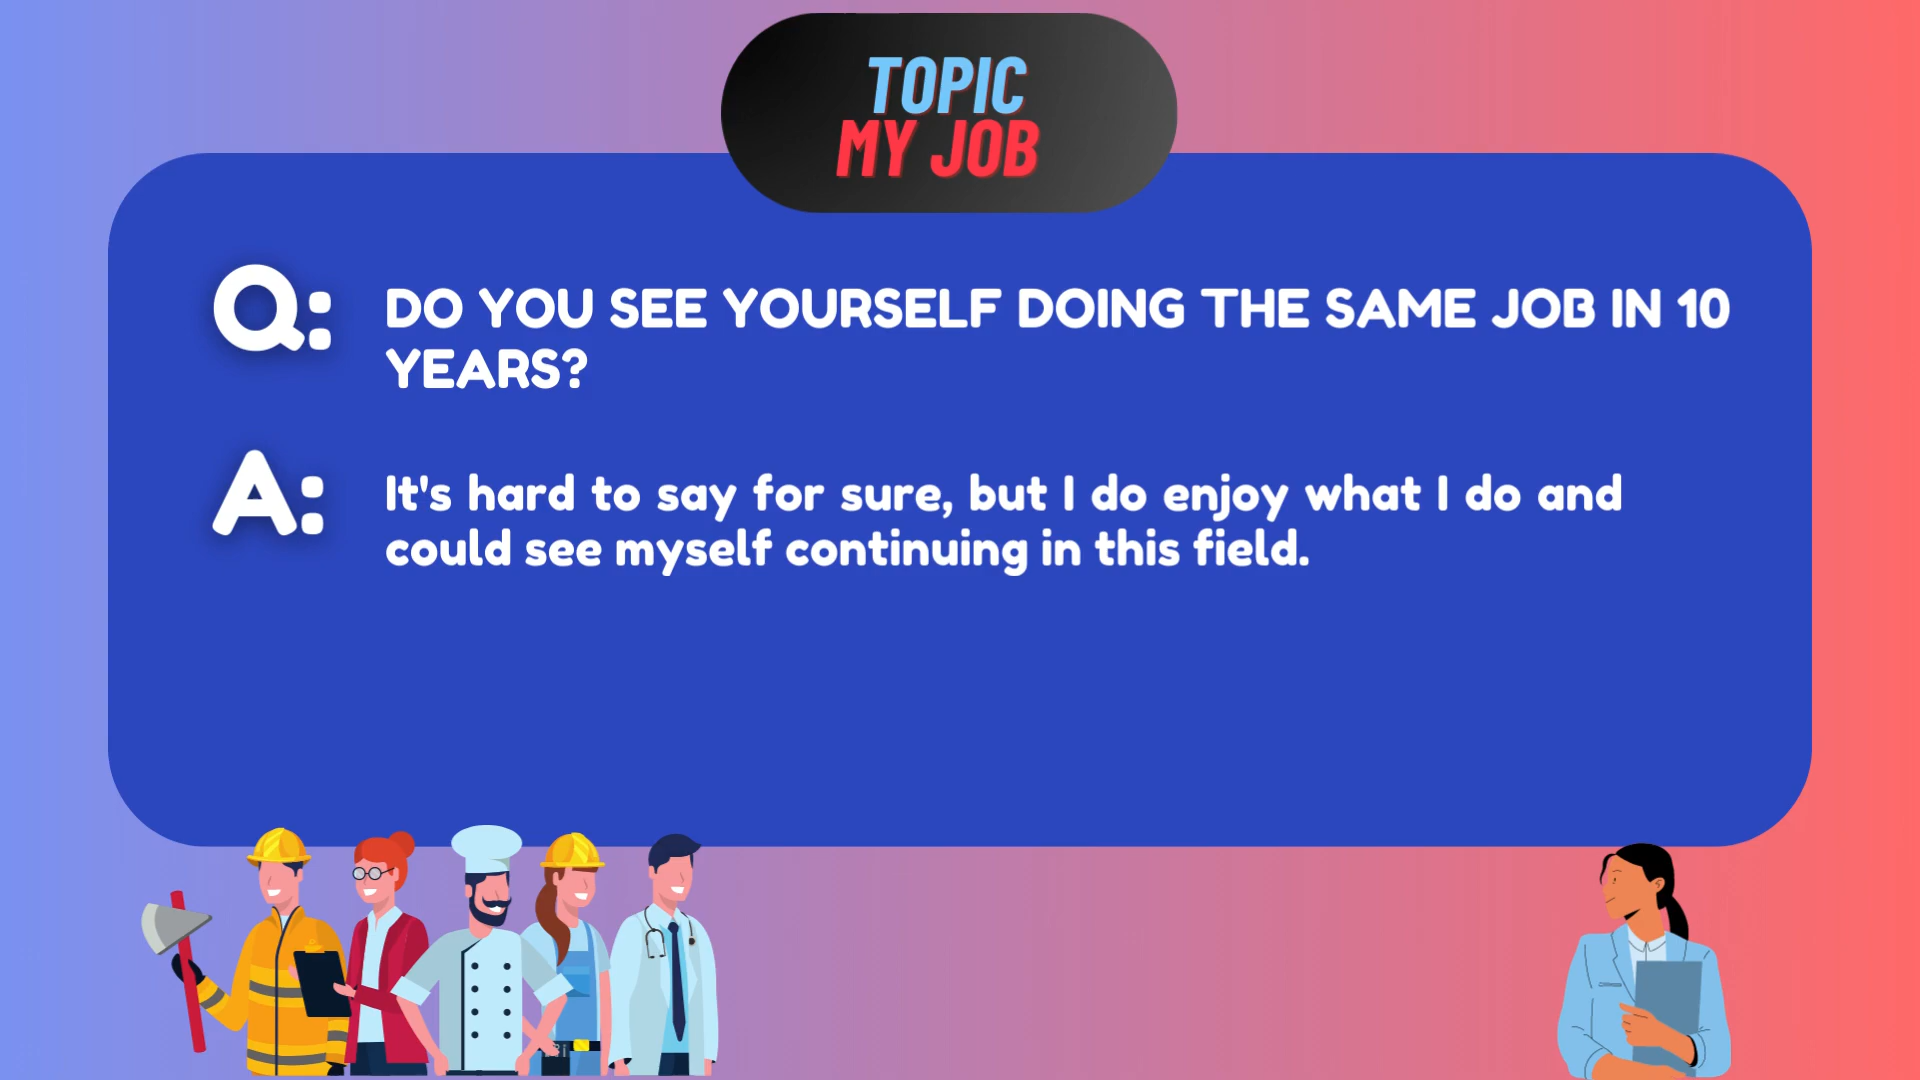 TOPIC
MY JOB
Q: DO YOU SEE YOURSELF DOING THE SAME JOB IN 10
YEARS?
A: It's hard to say for sure, but I do enjoy what I do and
could see myself continuing in this field.